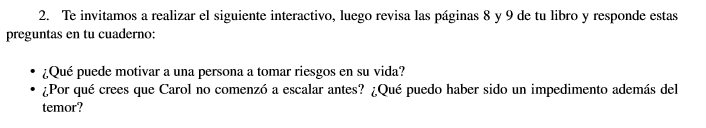 2. Te invitamos a realizar el siguiente interactivo, luego revisa las páginas 8 y 9 de tu libro y responde estas
preguntas en tu cuaderno:
• ¿Qué puede motivar a una persona a tomar riesgos en su vida?
• ¿Por qué crees que Carol no comenzó a escalar antes? ¿Qué puedo haber sido un impedimento además del
temor?